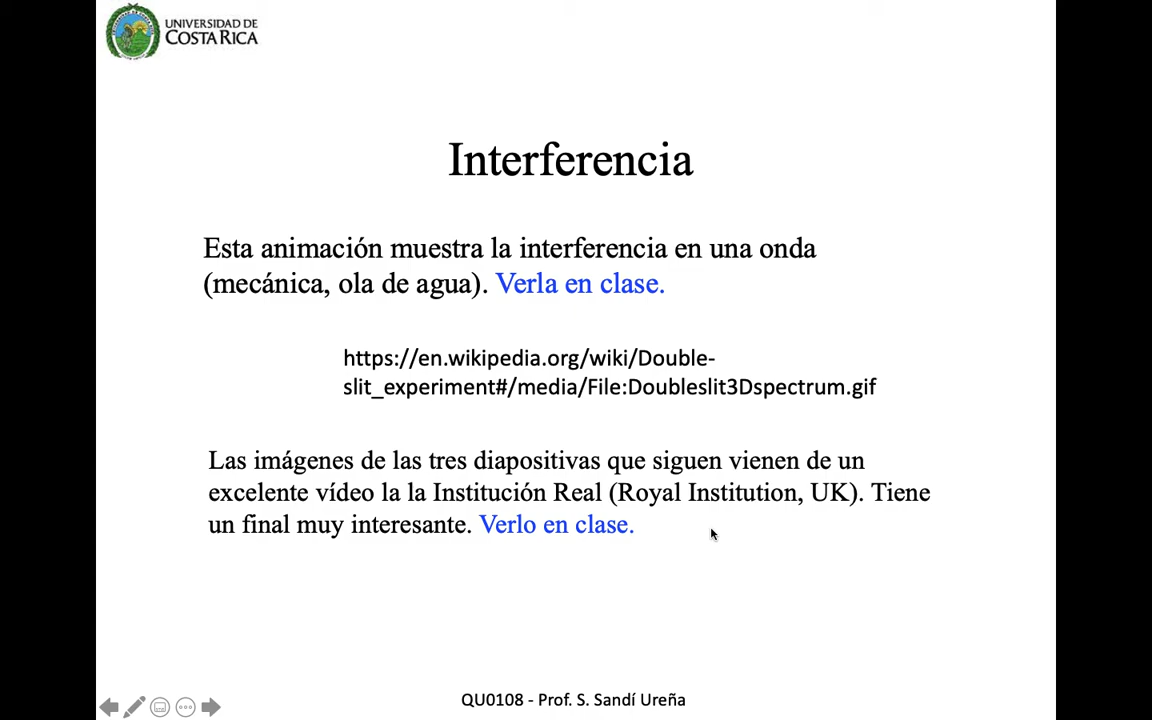 UNIVERSIDAD DE
COSTA RICA
Interferencia
Esta animación muestra la interferencia en una onda
(mecánica, ola de agua). Verla en clase.
https://en.wikipedia.org/wiki/Double-
slit_experiment#/media/File:Doubleslit3Dspectrum.gif
Las imágenes de las tres diapositivas que siguen vienen de un
excelente vídeo la la Institución Real (Royal Institution, UK). Tiene
un final muy interesante. Verlo en clase.
QU0108 - Prof. S. Sandí Ureña